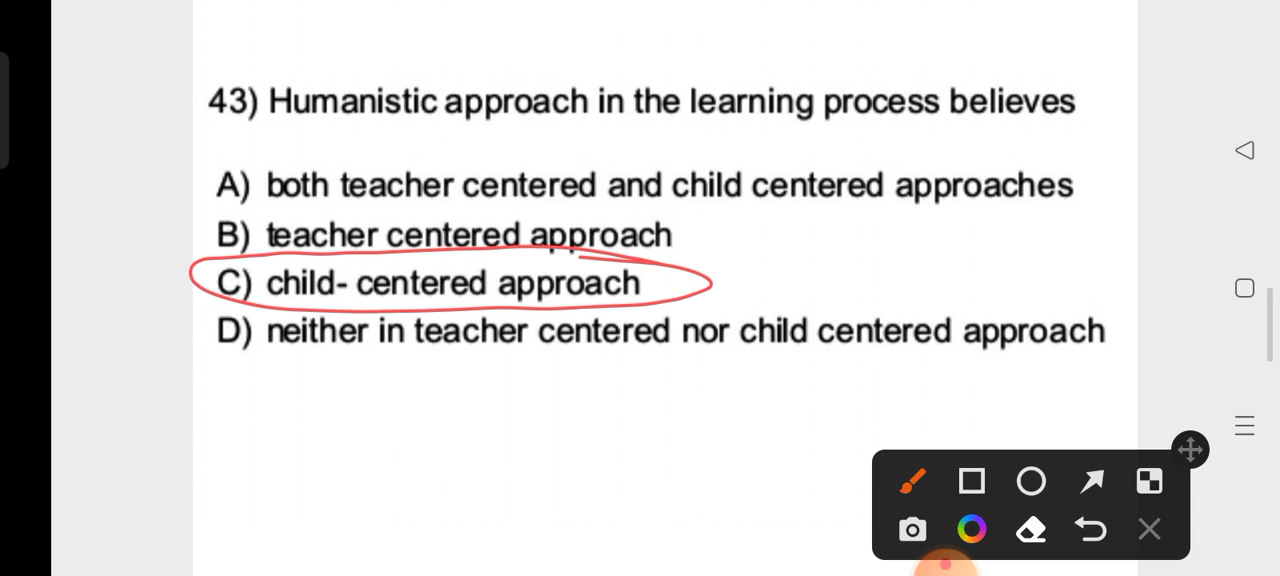 43) Humanistic approach in the learning process believes
A) both teacher centered and child centered approaches
B) teacher centered approach
C) child- centered approach
D) neither in teacher centered nor child centered approach